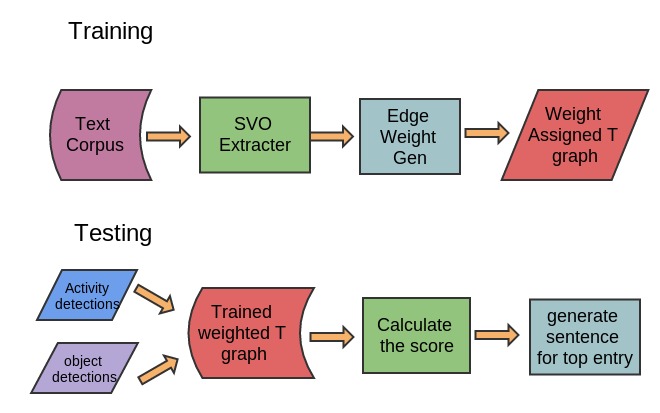 Training
Text
Corpus
SVO
Extracter
Edge
Weight
Gen
Weight
Assigned T
graph
Testing
Activity
detections
object
detections
Trained
weighted T
graph
Calculate
the score
generate
sentence
for top entry